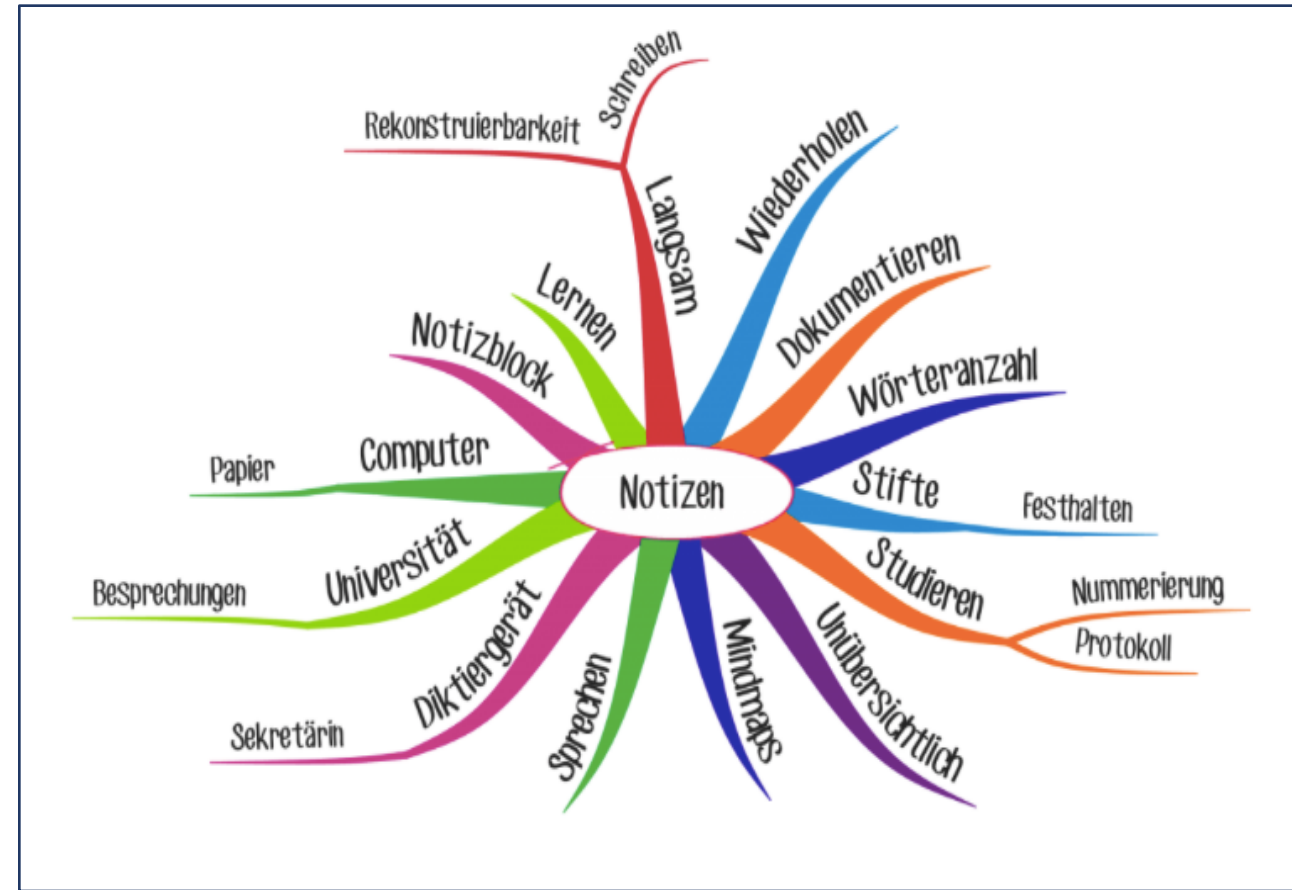 Schreiben
Rekonstruierbarkeit
Langsam
Wiederholen
Dokumentieren
Wörteranzahl
Stifte
Festhalten
Studieren
Nummerierung
Protokoll
Unübersichtlich
Mindmaps
Sprechen
Diktiergerät
Sekretärin
Universität
Besprechungen
Computer
Papier
Notizblock
Lernen
Notizen